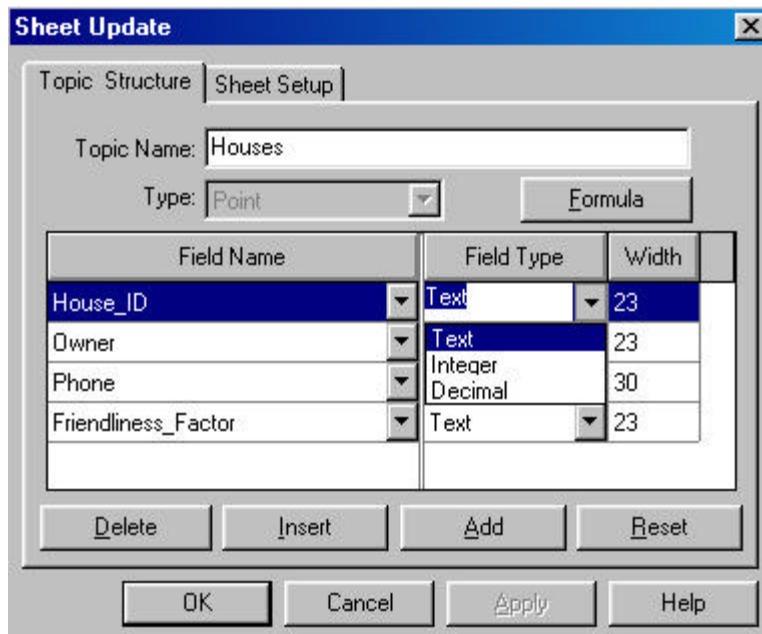 Sheet Update
Topic Structure Sheet Setup
Topic Name: Houses
Type: Point Formula
Field Name Field Type Width
House_ID Text 23
Owner Text 23
Phone Integer 30
Decimal
Friendliness_Factor Text 23
Delete Insert Add Reset
OK Cancel Apply Help